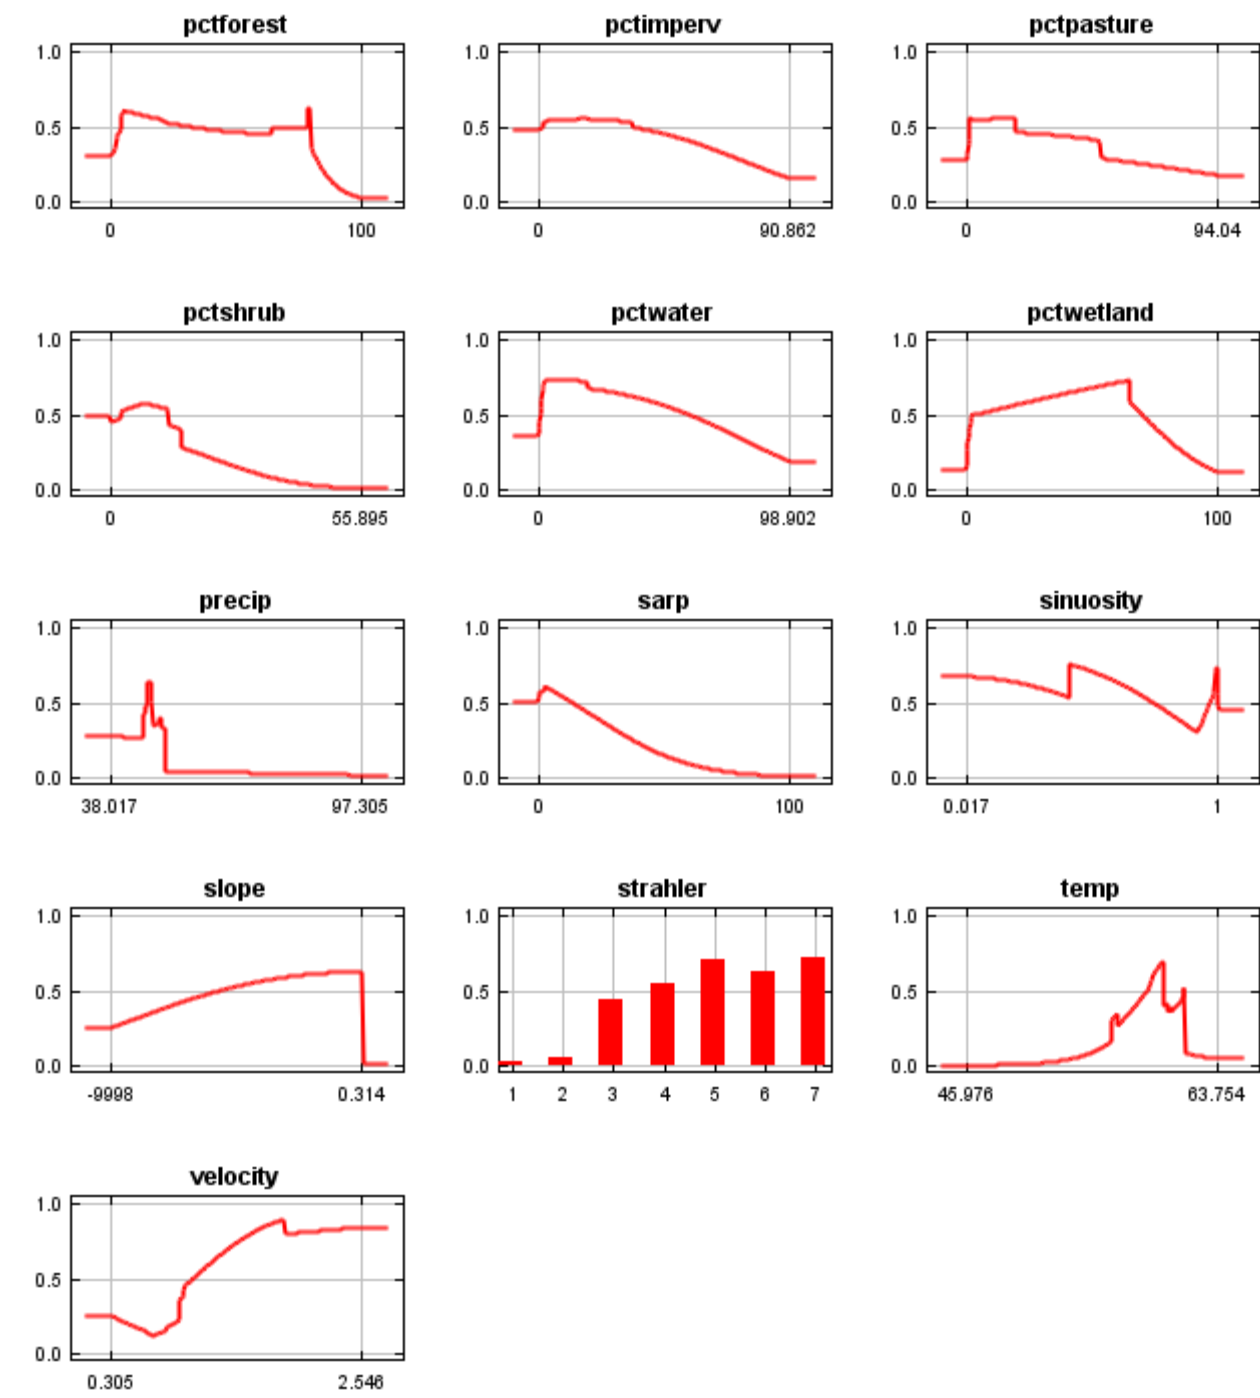 pctforest pctimperv pctpasture
1.0 1.0 1.0
0.5 0.5 0.5
0.0 0.0 0.0
0 100 0 90.862 0 94.04
pctshrub pctwater pctwetland
1.0 1.0 1.0
0.5 0.5 0.5
0.0 0.0 0.0
0 55.895 0 98.902 0 100
precip sarp sinuosity
1.0 1.0 1.0
0.5 0.5 0.5
0.0 0.0 0.0
38.017 97.305 0 100 0.017 1
slope strahler temp
1.0 1.0 1.0
0.5 0.5 0.5
0.0 0.0 0.0
-9998 0.314 1 2 3 4 5 6 7 45.976 63.754
velocity
1.0
0.5
0.0
0.305 2.546